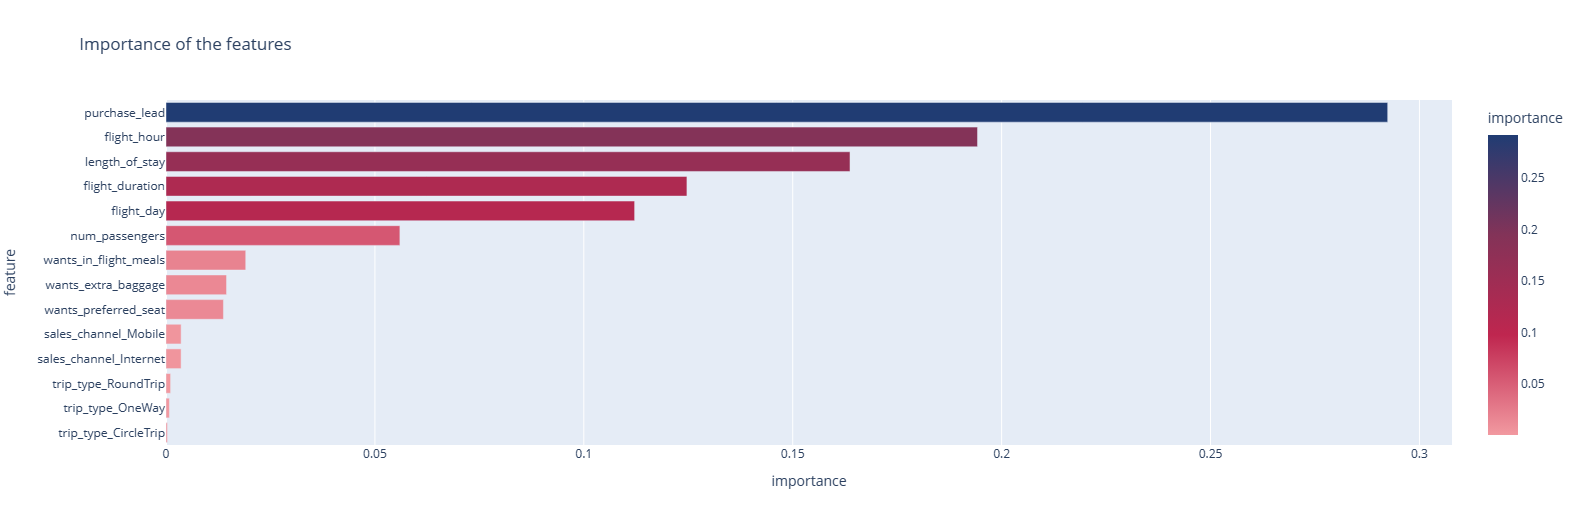 Importance of the features
purchase_lead
flight_hour
length_of_stay
flight_duration
flight_day
num_passengers
wants_in_flight_meals
wants_extra_baggage
wants_preferred_seat
sales_channel_Mobile
sales_channel_Internet
trip_type_RoundTrip
trip_type_OneWay
trip_type_CircleTrip
feature
0 0.05 0.1 0.15 0.2 0.25 0.3
importance
importance
0.25
0.2
0.15
0.1
0.05